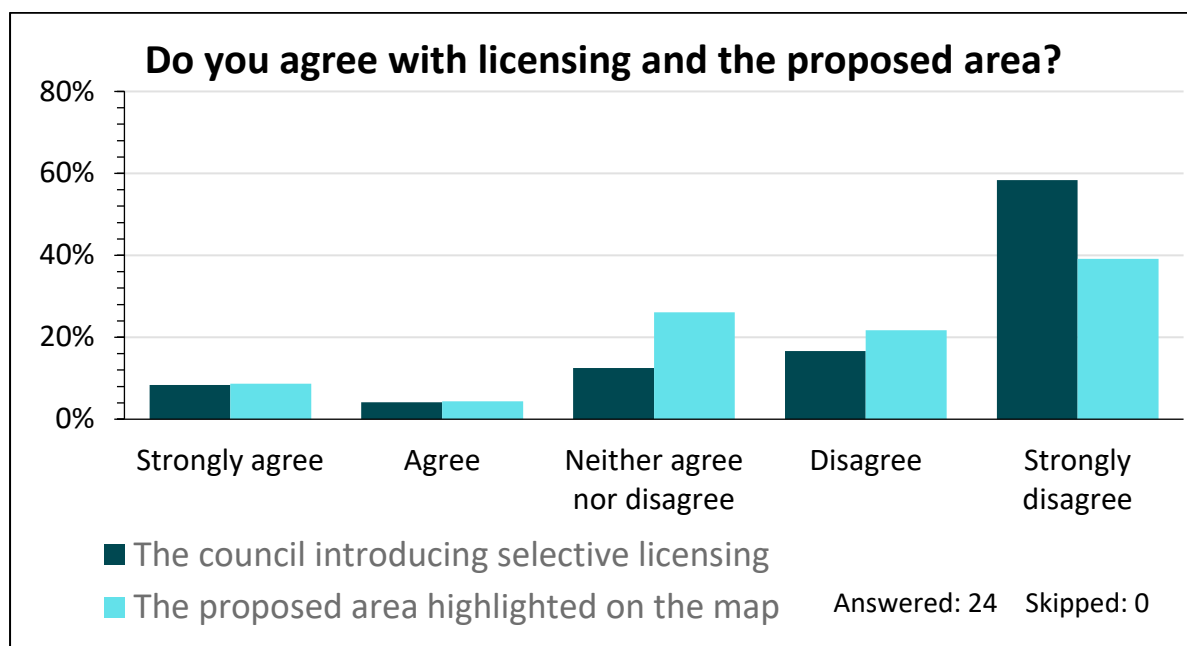 Do you agree with licensing and the proposed area?
80%
60%
40%
20%
0%
Strongly agree
Agree
Neither agree
nor disagree
Disagree
Strongly
disagree
The council introducing selective licensing
The proposed area highlighted on the map
Answered: 24 Skipped: 0